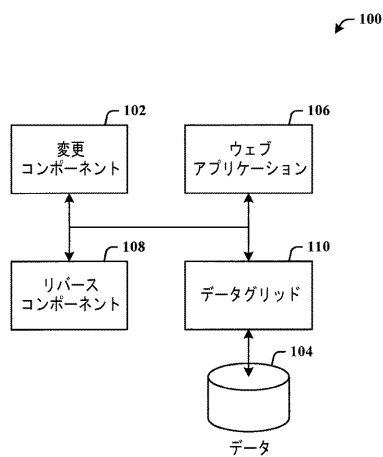 100
102
変更
コンポーネント
106
ウェブ
アプリケーション
108
リバース
コンポーネント
110
データグリッド
104
データ